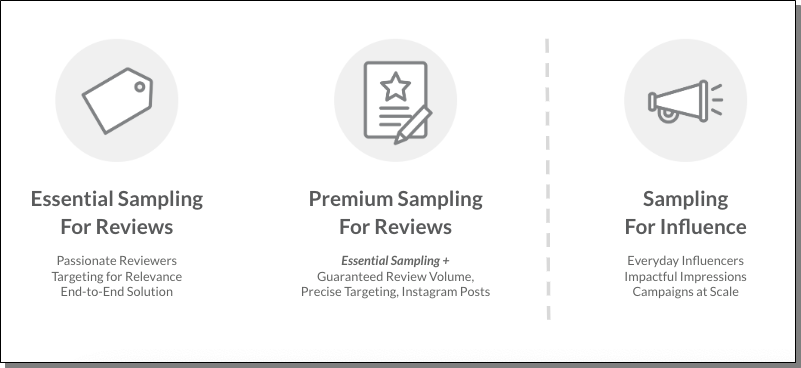 Essential Sampling
For Reviews
Passionate Reviewers
Targeting for Relevance
End-to-End Solution
Premium Sampling
For Reviews
Essential Sampling +
Guaranteed Review Volume,
Precise Targeting, Instagram Posts
Sampling
For Influence
Everyday Influencers
Impactful Impressions
Campaigns at Scale